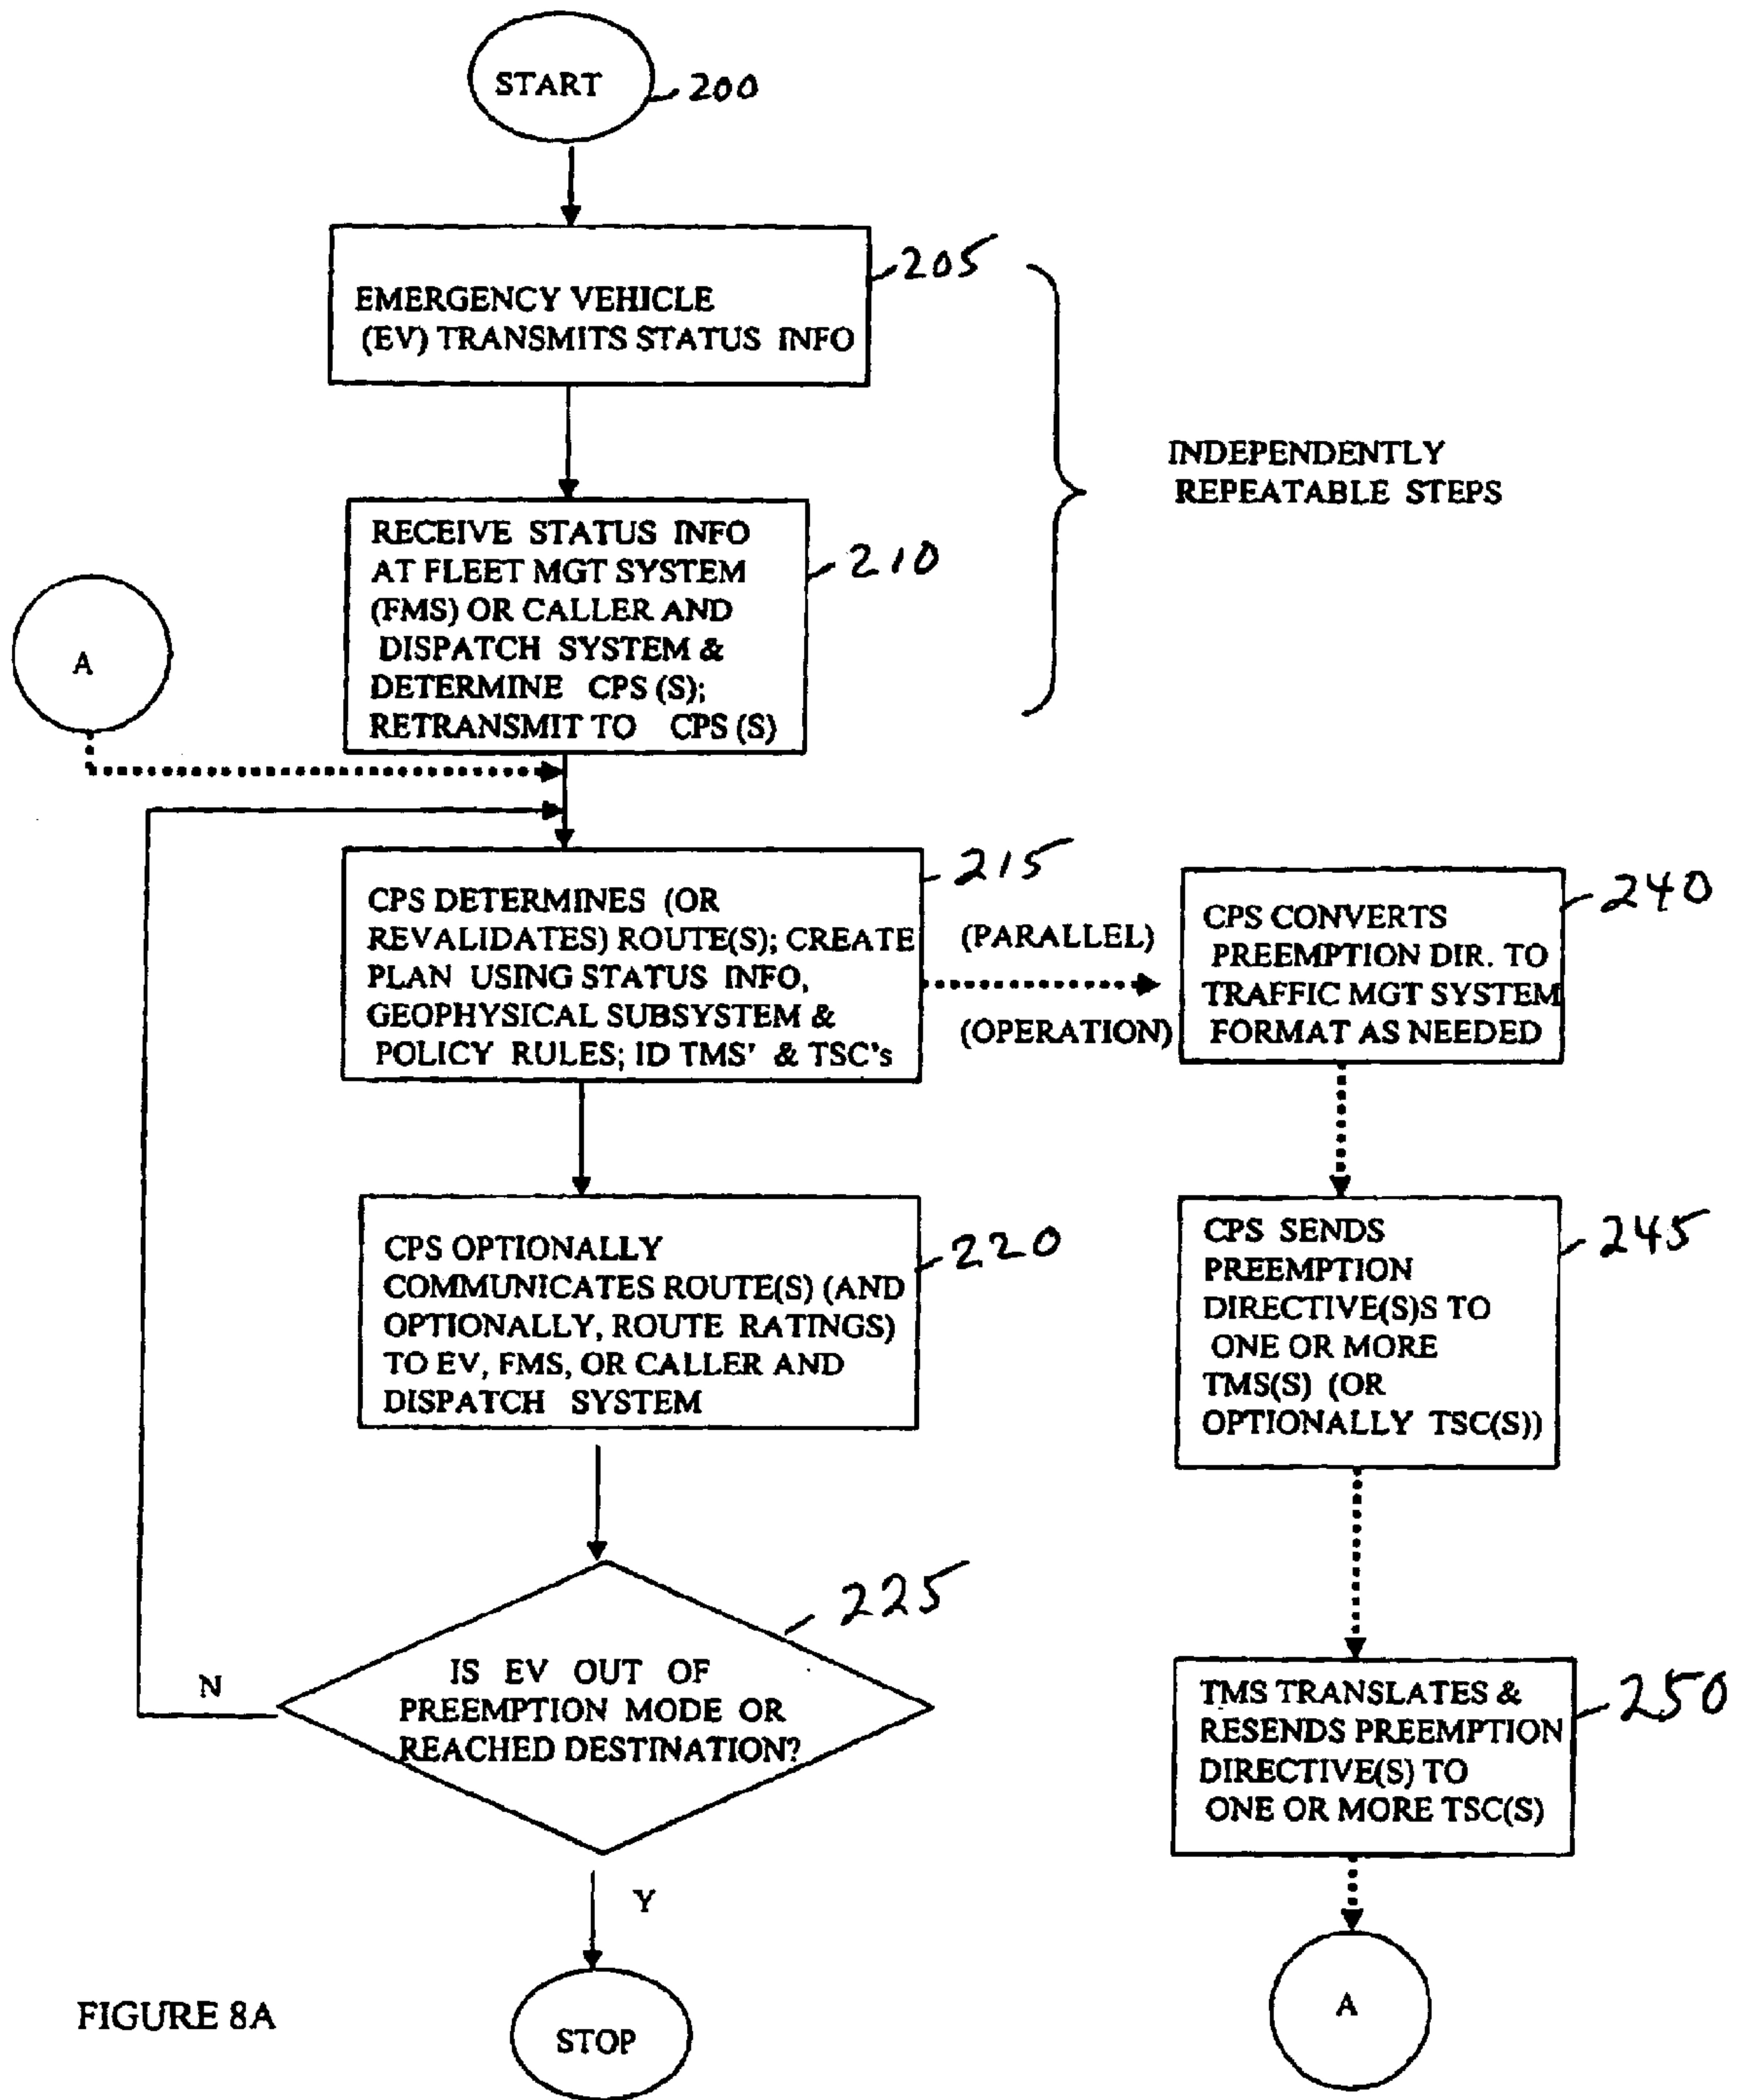 START
200
EMERGENCY VEHICLE
(EV) TRANSMITS STATUS INFO
205
INDEPENDENTLY
REPEATABLE STEPS
RECEIVE STATUS INFO
AT FLEET MGT SYSTEM
(FMS) OR CALLER AND
DISPATCH SYSTEM &
DETERMINE CPS (S);
RETRANSMIT TO CPS (S)
210
A
CPS DETERMINES (OR
REVALIDATES) ROUTE(S); CREATE
PLAN USING STATUS INFO,
GEOPHYSICAL SUBSYSTEM &
POLICY RULES; ID TMS' & TSC's
215
(PARALLEL)
(OPERATION)
CPS CONVERTS
PREEMPTION DIR. TO
TRAFFIC MGT SYSTEM
FORMAT AS NEEDED
240
CPS OPTIONALLY
COMMUNICATES ROUTE(S) (AND
OPTIONALLY, ROUTE RATINGS)
TO EV, FMS, OR CALLER AND
DISPATCH SYSTEM
220
CPS SENDS
PREEMPTION
DIRECTIVE(S)S TO
ONE OR MORE
TMS(S) (OR
OPTIONALLY TSC(S))
245
IS EV OUT OF
PREEMPTION MODE OR
REACHED DESTINATION?
225
N
Y
TMS TRANSLATES &
RESENDS PREEMPTION
DIRECTIVE(S) TO
ONE OR MORE TSC(S)
250
STOP
A
FIGURE 8A